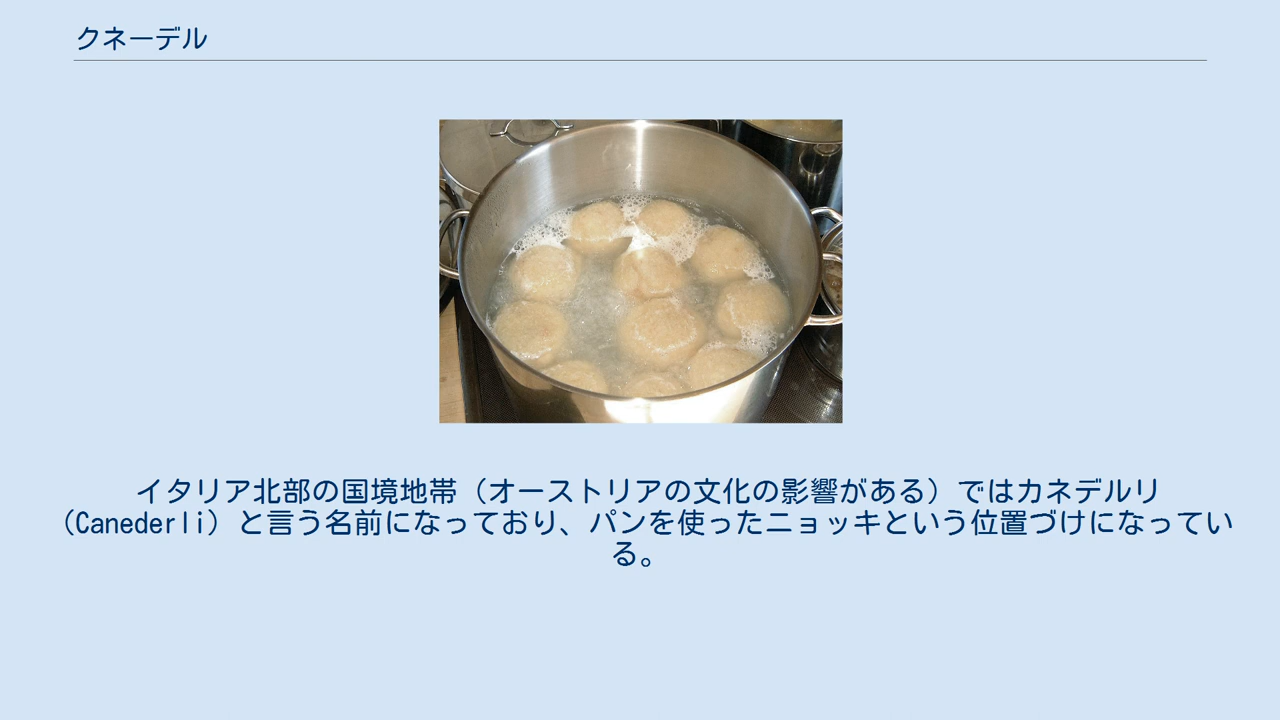 クネーデル
イタリア北部の国境地帯（オーストリアの文化の影響がある）ではカネデルリ
（Canederli）と言う名前になっており、パンを使ったニョッキという位置づけになってい
る。